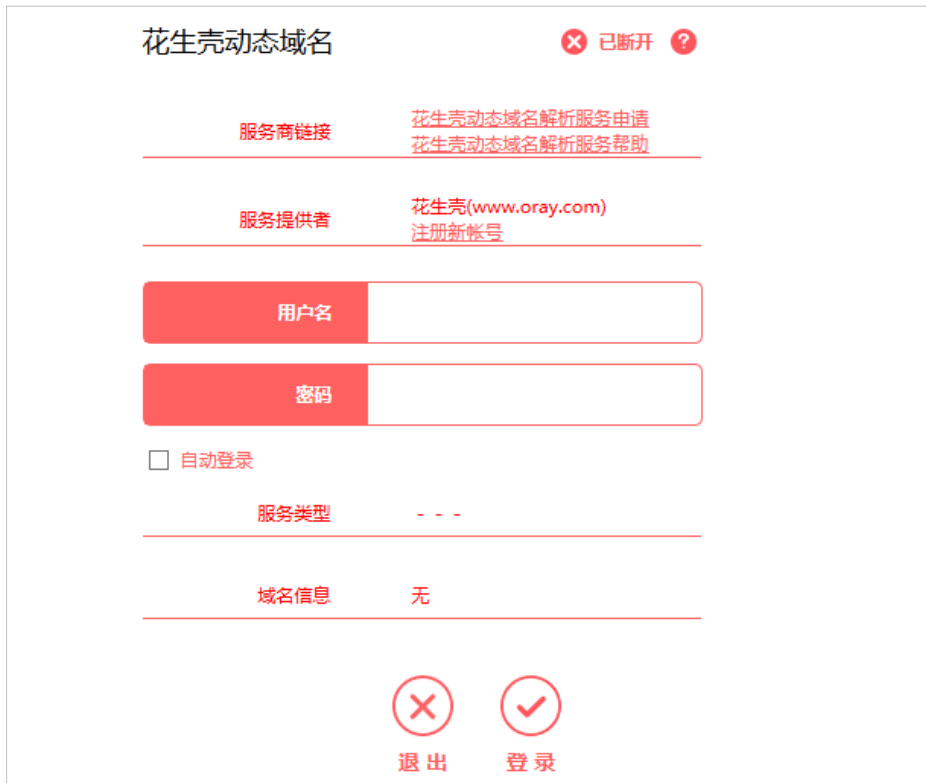 花生壳动态域名 已断开 ?
服务商链接
花生壳动态域名解析服务申请
花生壳动态域名解析服务帮助
服务提供者
花生壳(www.oray.com)
注册新帐号
用户名
密码
自动登录
服务类型 - - -
域名信息 无
退出 登录